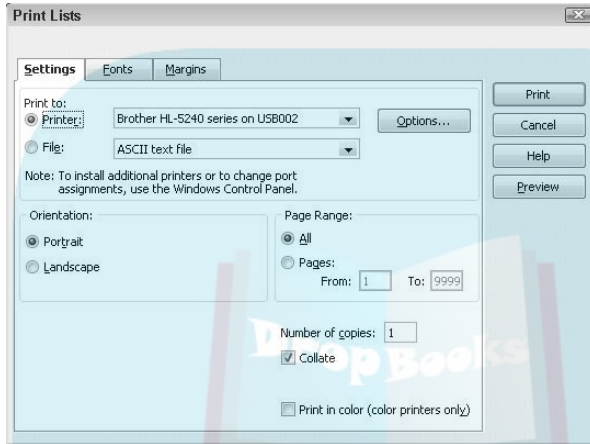 Print Lists
Settings Fonts Margins
Print to:
Printer: Brother HL-5240 series on USB002 Options...
File: ASCII text file
Note: To install additional printers or to change port
assignments, use the Windows Control Panel.
Print
Cancel
Help
Preview
Orientation:
Portrait
Landscape
Page Range:
All
Pages:
From: 1 To: 9999
Number of copies: 1
Collate
Print in color (color printers only)
Drop Books